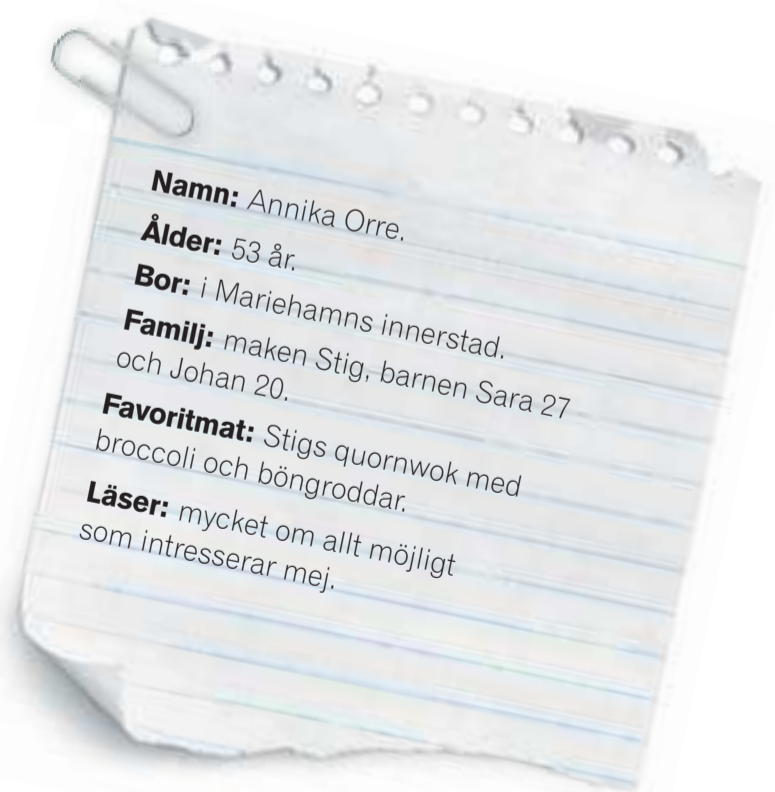 Namn: Annika Orre.
Ålder: 53 år.
Bor: i Mariehamns innerstad.
Familj: maken Stig, barnen Sara 27
och Johan 20.
Favoritmat: Stigs quornwok med
broccoli och böngroddar.
Läser: mycket om allt möjligt
som intresserar mej.